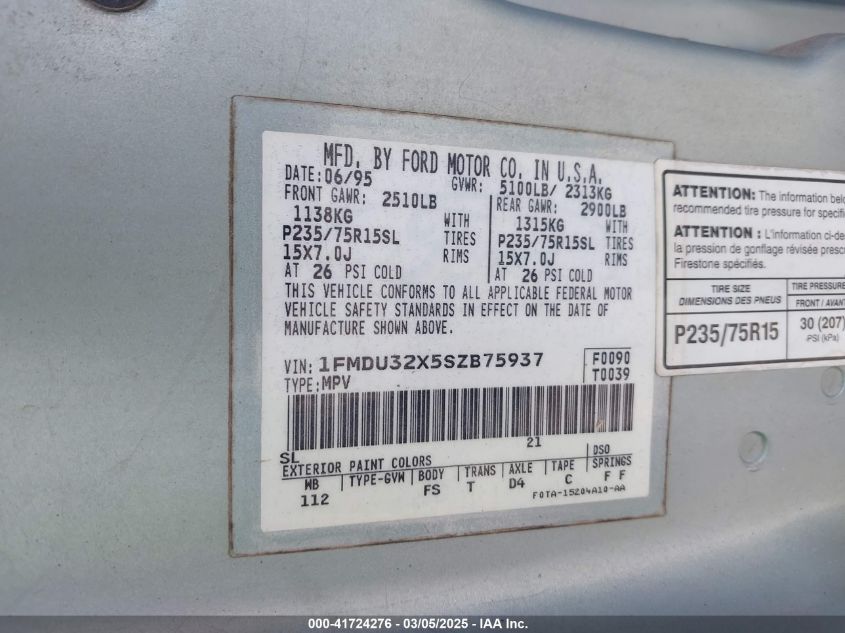 MFD. BY FORD MOTOR CO. IN U.S.A.
DATE: 06/95 GVWR: 5100LB/ 2313KG
FRONT GAWR: 2510LB REAR GAWR: 2900LB
1138KG WITH 1315KG WITH
P235/75R15SL TIRES P235/75R15SL TIRES
15X7.0J RIMS 15X7.0J RIMS
AT 26 PSI COLD AT 26 PSI COLD
THIS VEHICLE CONFORMS TO ALL APPLICABLE FEDERAL MOTOR
VEHICLE SAFETY STANDARDS IN EFFECT ON THE DATE OF
MANUFACTURE SHOWN ABOVE.
VIN: 1FMDU32X5SZB75937 F0090
TYPE: MPV T0039
21
SL DSO
EXTERIOR PAINT COLORS
WB TYPE-GVW BODY TRANS AXLE TAPE SPRINGS
112 FS T D4 C F F
F0TA-15204A10-AA
ATTENTION: The information
recommended tire pressure for
ATTENTION : L'information ci-de
la pression de gonflage révisée
Firestone spécifiés.
TIRE SIZE TIRE PRESSURE
DIMENSIONS DES PNEUS FRONT / AVANT
P235/75R15 30 (207)
PSI (kPa)
000-41724276 - 03/05/2025 - IAA Inc.